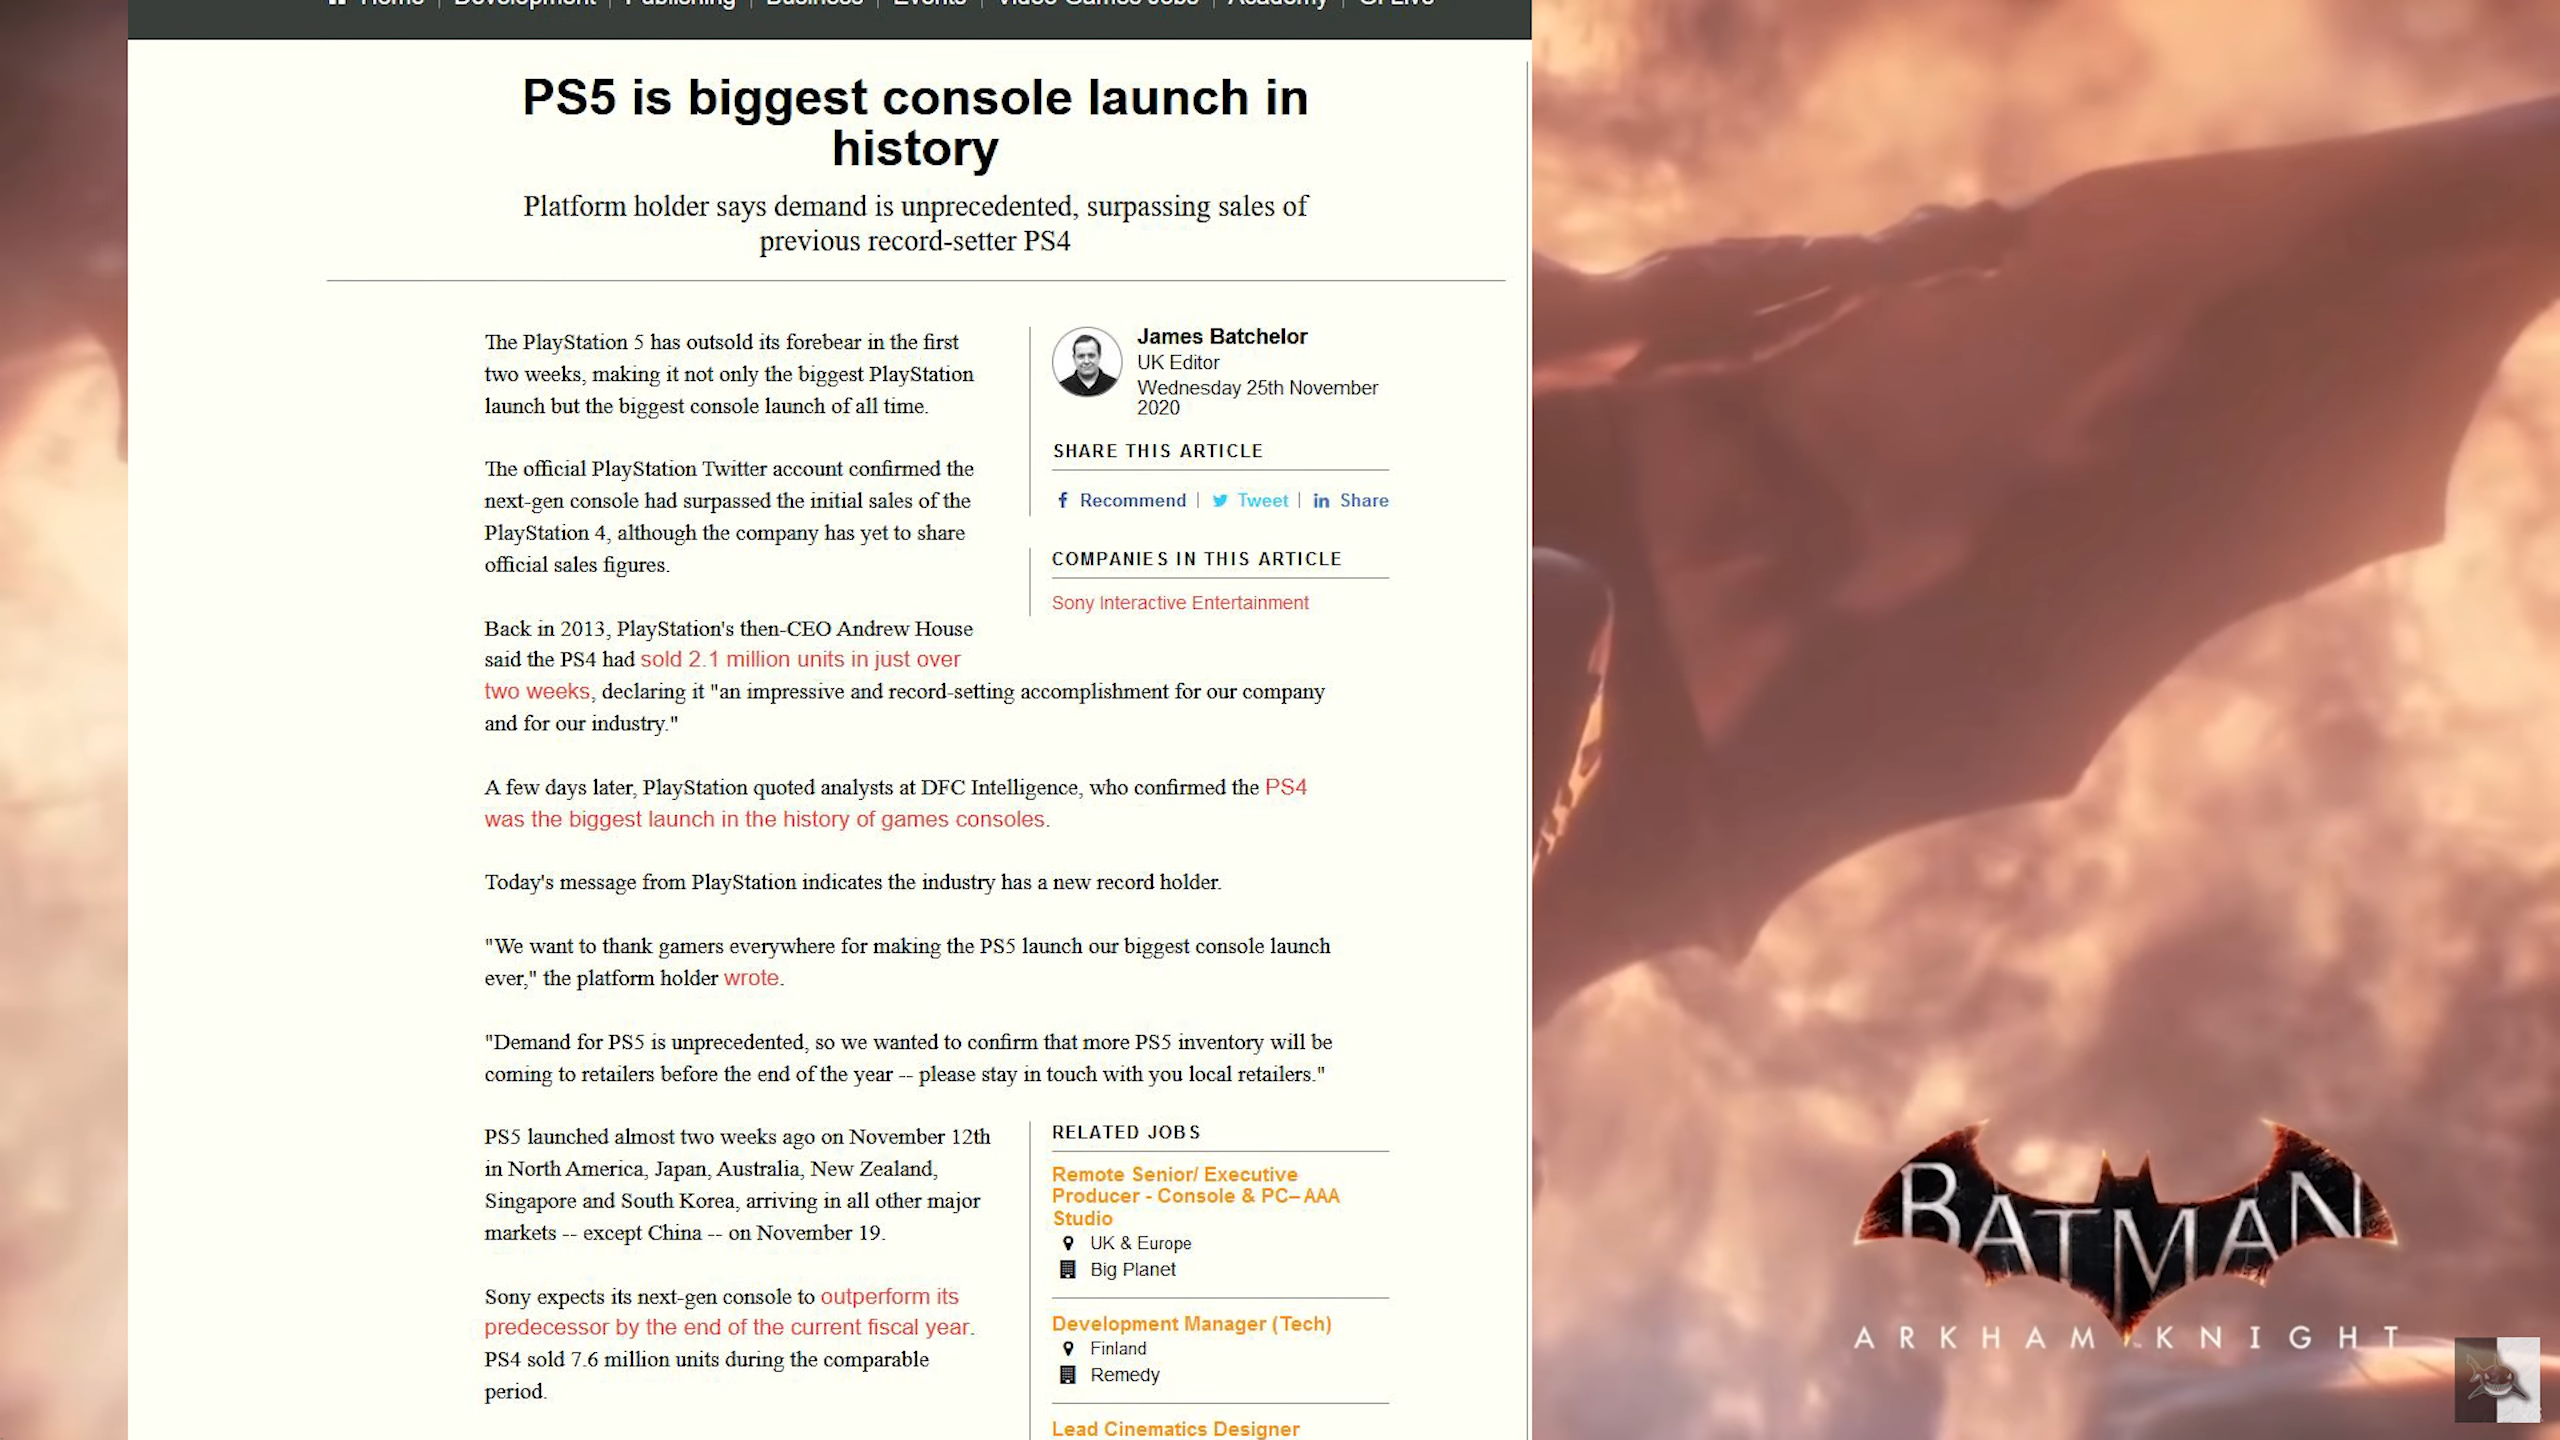 Home Development Publishing Business Events Video Games Jobs Academy GI Live
PS5 is biggest console launch in
history
Platform holder says demand is unprecedented, surpassing sales of
previous record-setter PS4
The PlayStation 5 has outsold its forebear in the first
two weeks, making it not only the biggest PlayStation
launch but the biggest console launch of all time.
The official PlayStation Twitter account confirmed the
next-gen console had surpassed the initial sales of the
PlayStation 4, although the company has yet to share
official sales figures.
Back in 2013, PlayStation's then-CEO Andrew House
said the PS4 had sold 2.1 million units in just over
two weeks, declaring it "an impressive and record-setting accomplishment for our company
and for our industry."
A few days later, PlayStation quoted analysts at DFC Intelligence, who confirmed the PS4
was the biggest launch in the history of games consoles.
Today's message from PlayStation indicates the industry has a new record holder.
"We want to thank gamers everywhere for making the PS5 launch our biggest console launch
ever," the platform holder wrote.
"Demand for PS5 is unprecedented, so we wanted to confirm that more PS5 inventory will be
coming to retailers before the end of the year -- please stay in touch with you local retailers."
PS5 launched almost two weeks ago on November 12th
in North America, Japan, Australia, New Zealand,
Singapore and South Korea, arriving in all other major
markets -- except China -- on November 19.
Sony expects its next-gen console to outperform its
predecessor by the end of the current fiscal year.
PS4 sold 7.6 million units during the comparable
period.
James Batchelor
UK Editor
Wednesday 25th November
2020
SHARE THIS ARTICLE
Recommend Tweet Share
COMPANIES IN THIS ARTICLE
Sony Interactive Entertainment
RELATED JOBS
Remote Senior/ Executive
Producer - Console & PC– AAA
Studio
UK & Europe
Big Planet
Development Manager (Tech)
Finland
Remedy
Lead Cinematics Designer
BATMAN
ARKHAM KNIGHT